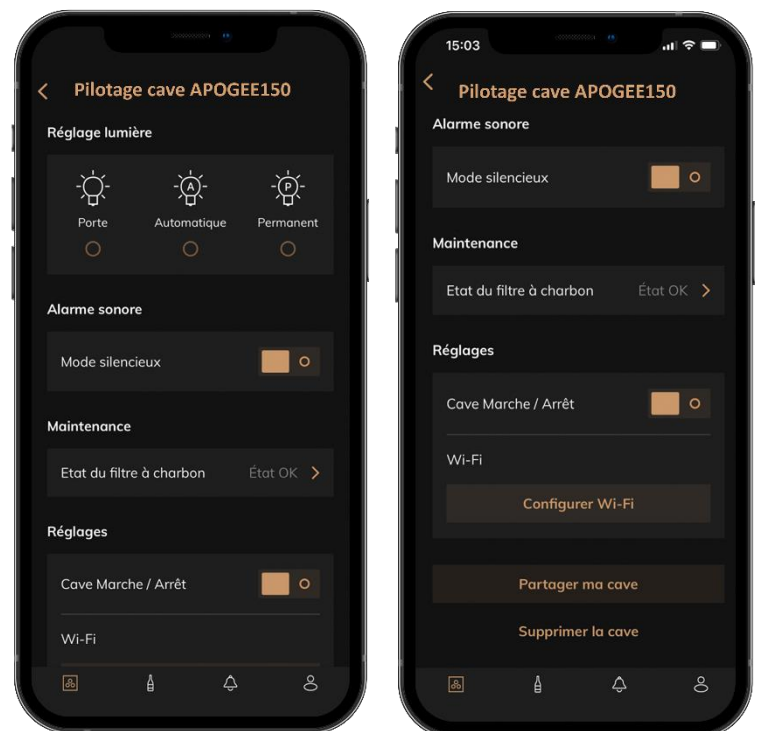 Pilotage cave APOGEE150
Réglage lumière
A
P
Porte
Automatique
Permanent
Alarme sonore
Mode silencieux
Maintenance
Etat du filtre à charbon
État OK
Réglages
Cave Marche / Arrêt
Wi-Fi
15:03
Pilotage cave APOGEE150
Alarme sonore
Mode silencieux
Maintenance
Etat du filtre à charbon
État OK
Réglages
Cave Marche / Arrêt
Wi-Fi
Configurer Wi-Fi
Partager ma cave
Supprimer la cave